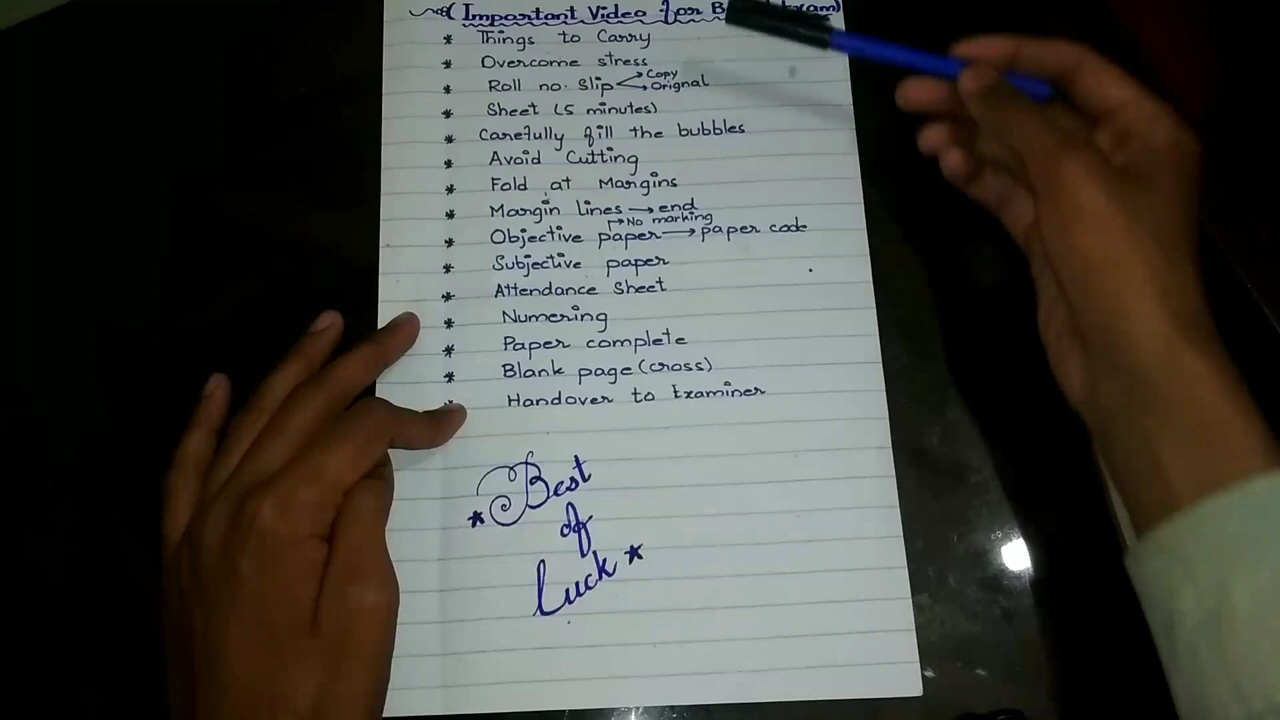 Important Video for B
* Things to Carry
* Overcome stress
* Roll no. Slip → Copy
→ Orignal
* Sheet (5 minutes)
* Carefully fill the bubbles
* Avoid Cutting
* Fold at Margins
* Margin lines → end
→ No marking
* Objective paper → paper code
* Subjective paper
* Attendance Sheet
* Numering
* Paper complete
* Blank page (cross)
* Handover to Examiner
* Best
of
Luck *